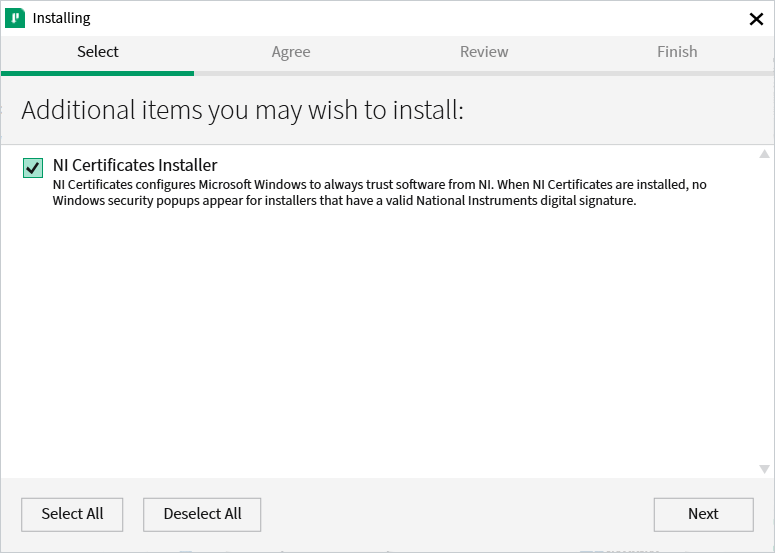 Installing
Select
Agree
Review
Finish
Additional items you may wish to install:
NI Certificates Installer
NI Certificates configures Microsoft Windows to always trust software from NI. When NI Certificates are installed, no
Windows security popups appear for installers that have a valid National Instruments digital signature.
Select All
Deselect All
Next